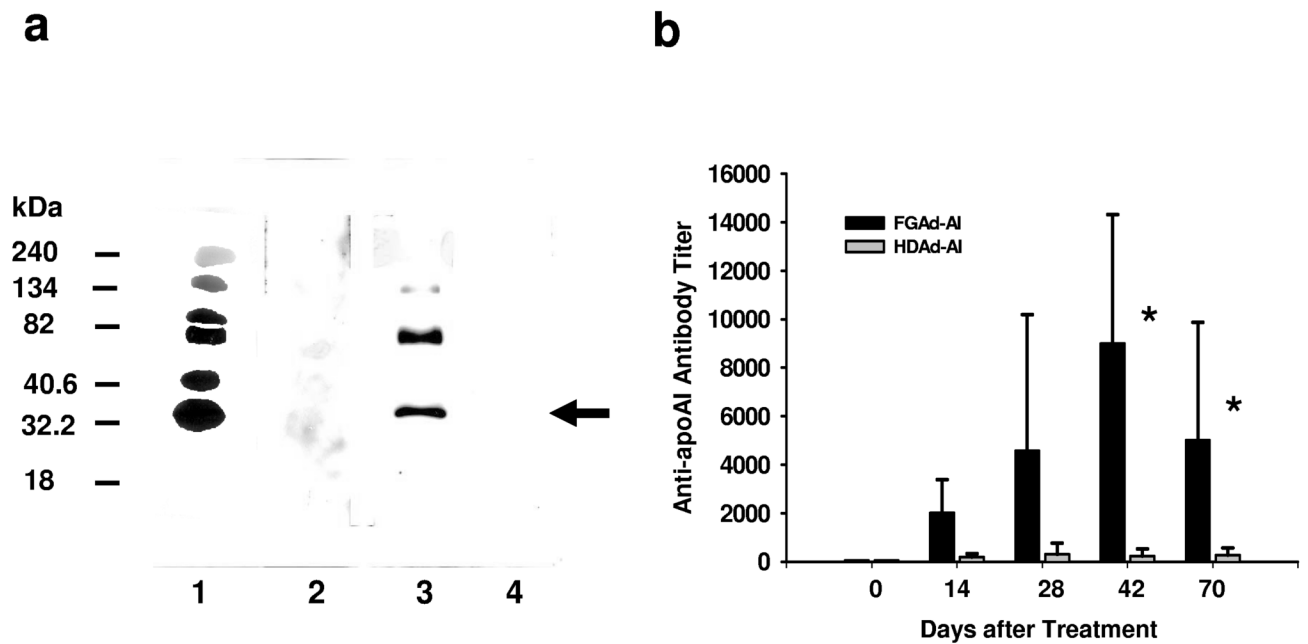 a
kDa
240
134
82
40.6
32.2
18
1 2 3 4
b
Anti-apoAI Antibody Titer
16000
14000
12000
10000
8000
6000
4000
2000
0
FGAd-AI
HDAd-AI
*
*
0 14 28 42 70
Days after Treatment